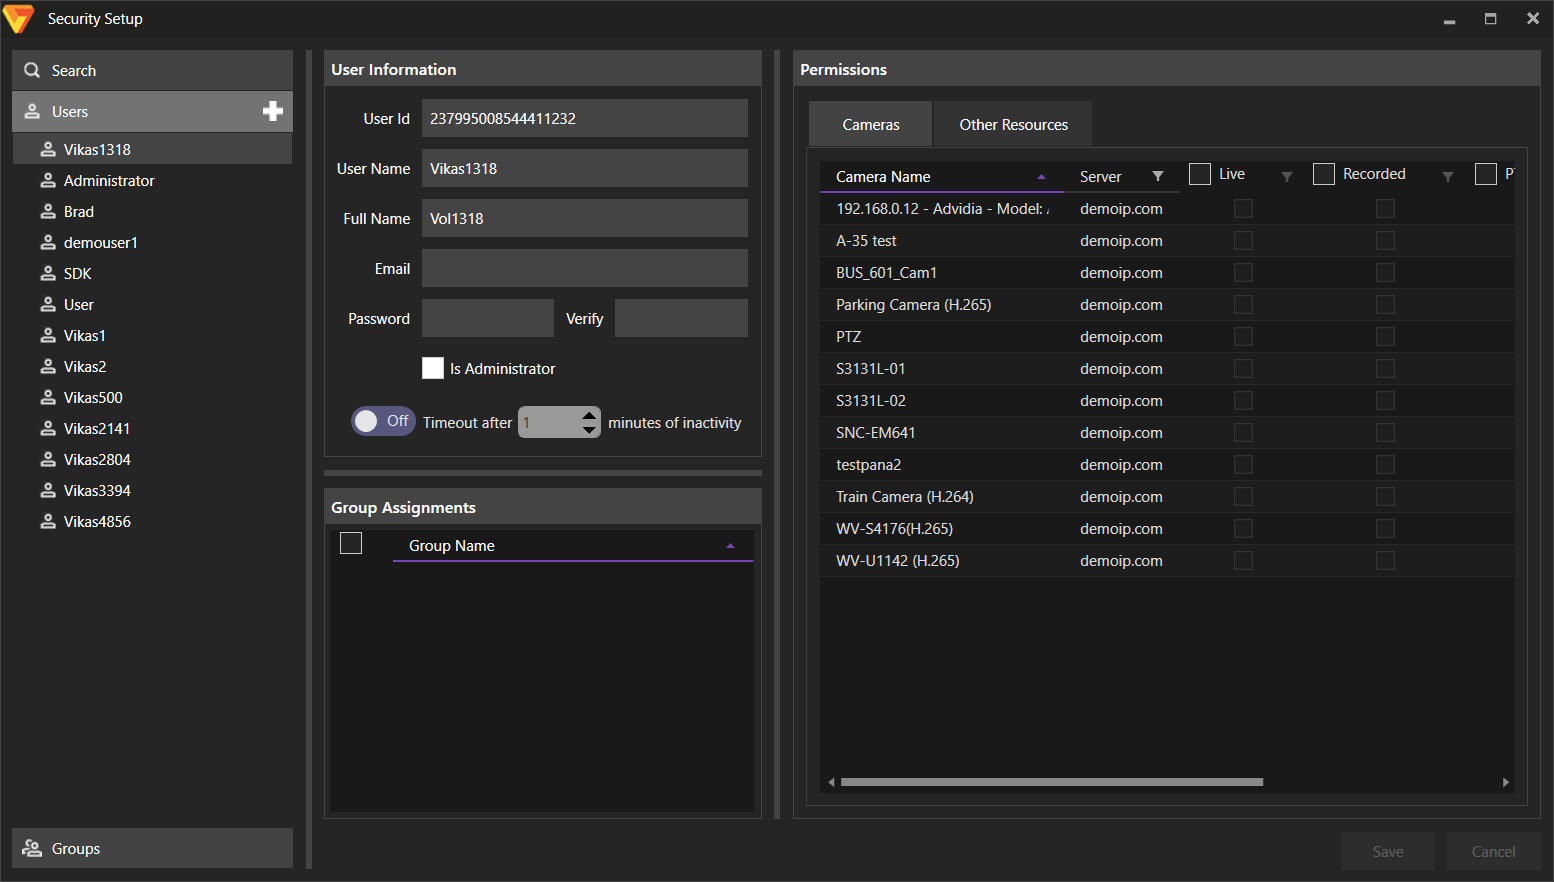 Security Setup
Search
Users
Vikas1318
Administrator
Brad
demouser1
SDK
User
Vikas1
Vikas2
Vikas500
Vikas2141
Vikas2804
Vikas3394
Vikas4856
Groups
User Information
User Id 237995008544411232
User Name Vikas1318
Full Name Vol1318
Email
Password Verify
Is Administrator
Off Timeout after 1 minutes of inactivity
Group Assignments
Group Name
Permissions
Cameras Other Resources
Camera Name Server Live Recorded
192.168.0.12 - Advidia - Model: demoip.com
A-35 test demoip.com
BUS_601_Cam1 demoip.com
Parking Camera (H.265) demoip.com
PTZ demoip.com
S3131L-01 demoip.com
S3131L-02 demoip.com
SNC-EM641 demoip.com
testpana2 demoip.com
Train Camera (H.264) demoip.com
WV-S4176(H.265) demoip.com
WV-U1142 (H.265) demoip.com
Save Cancel